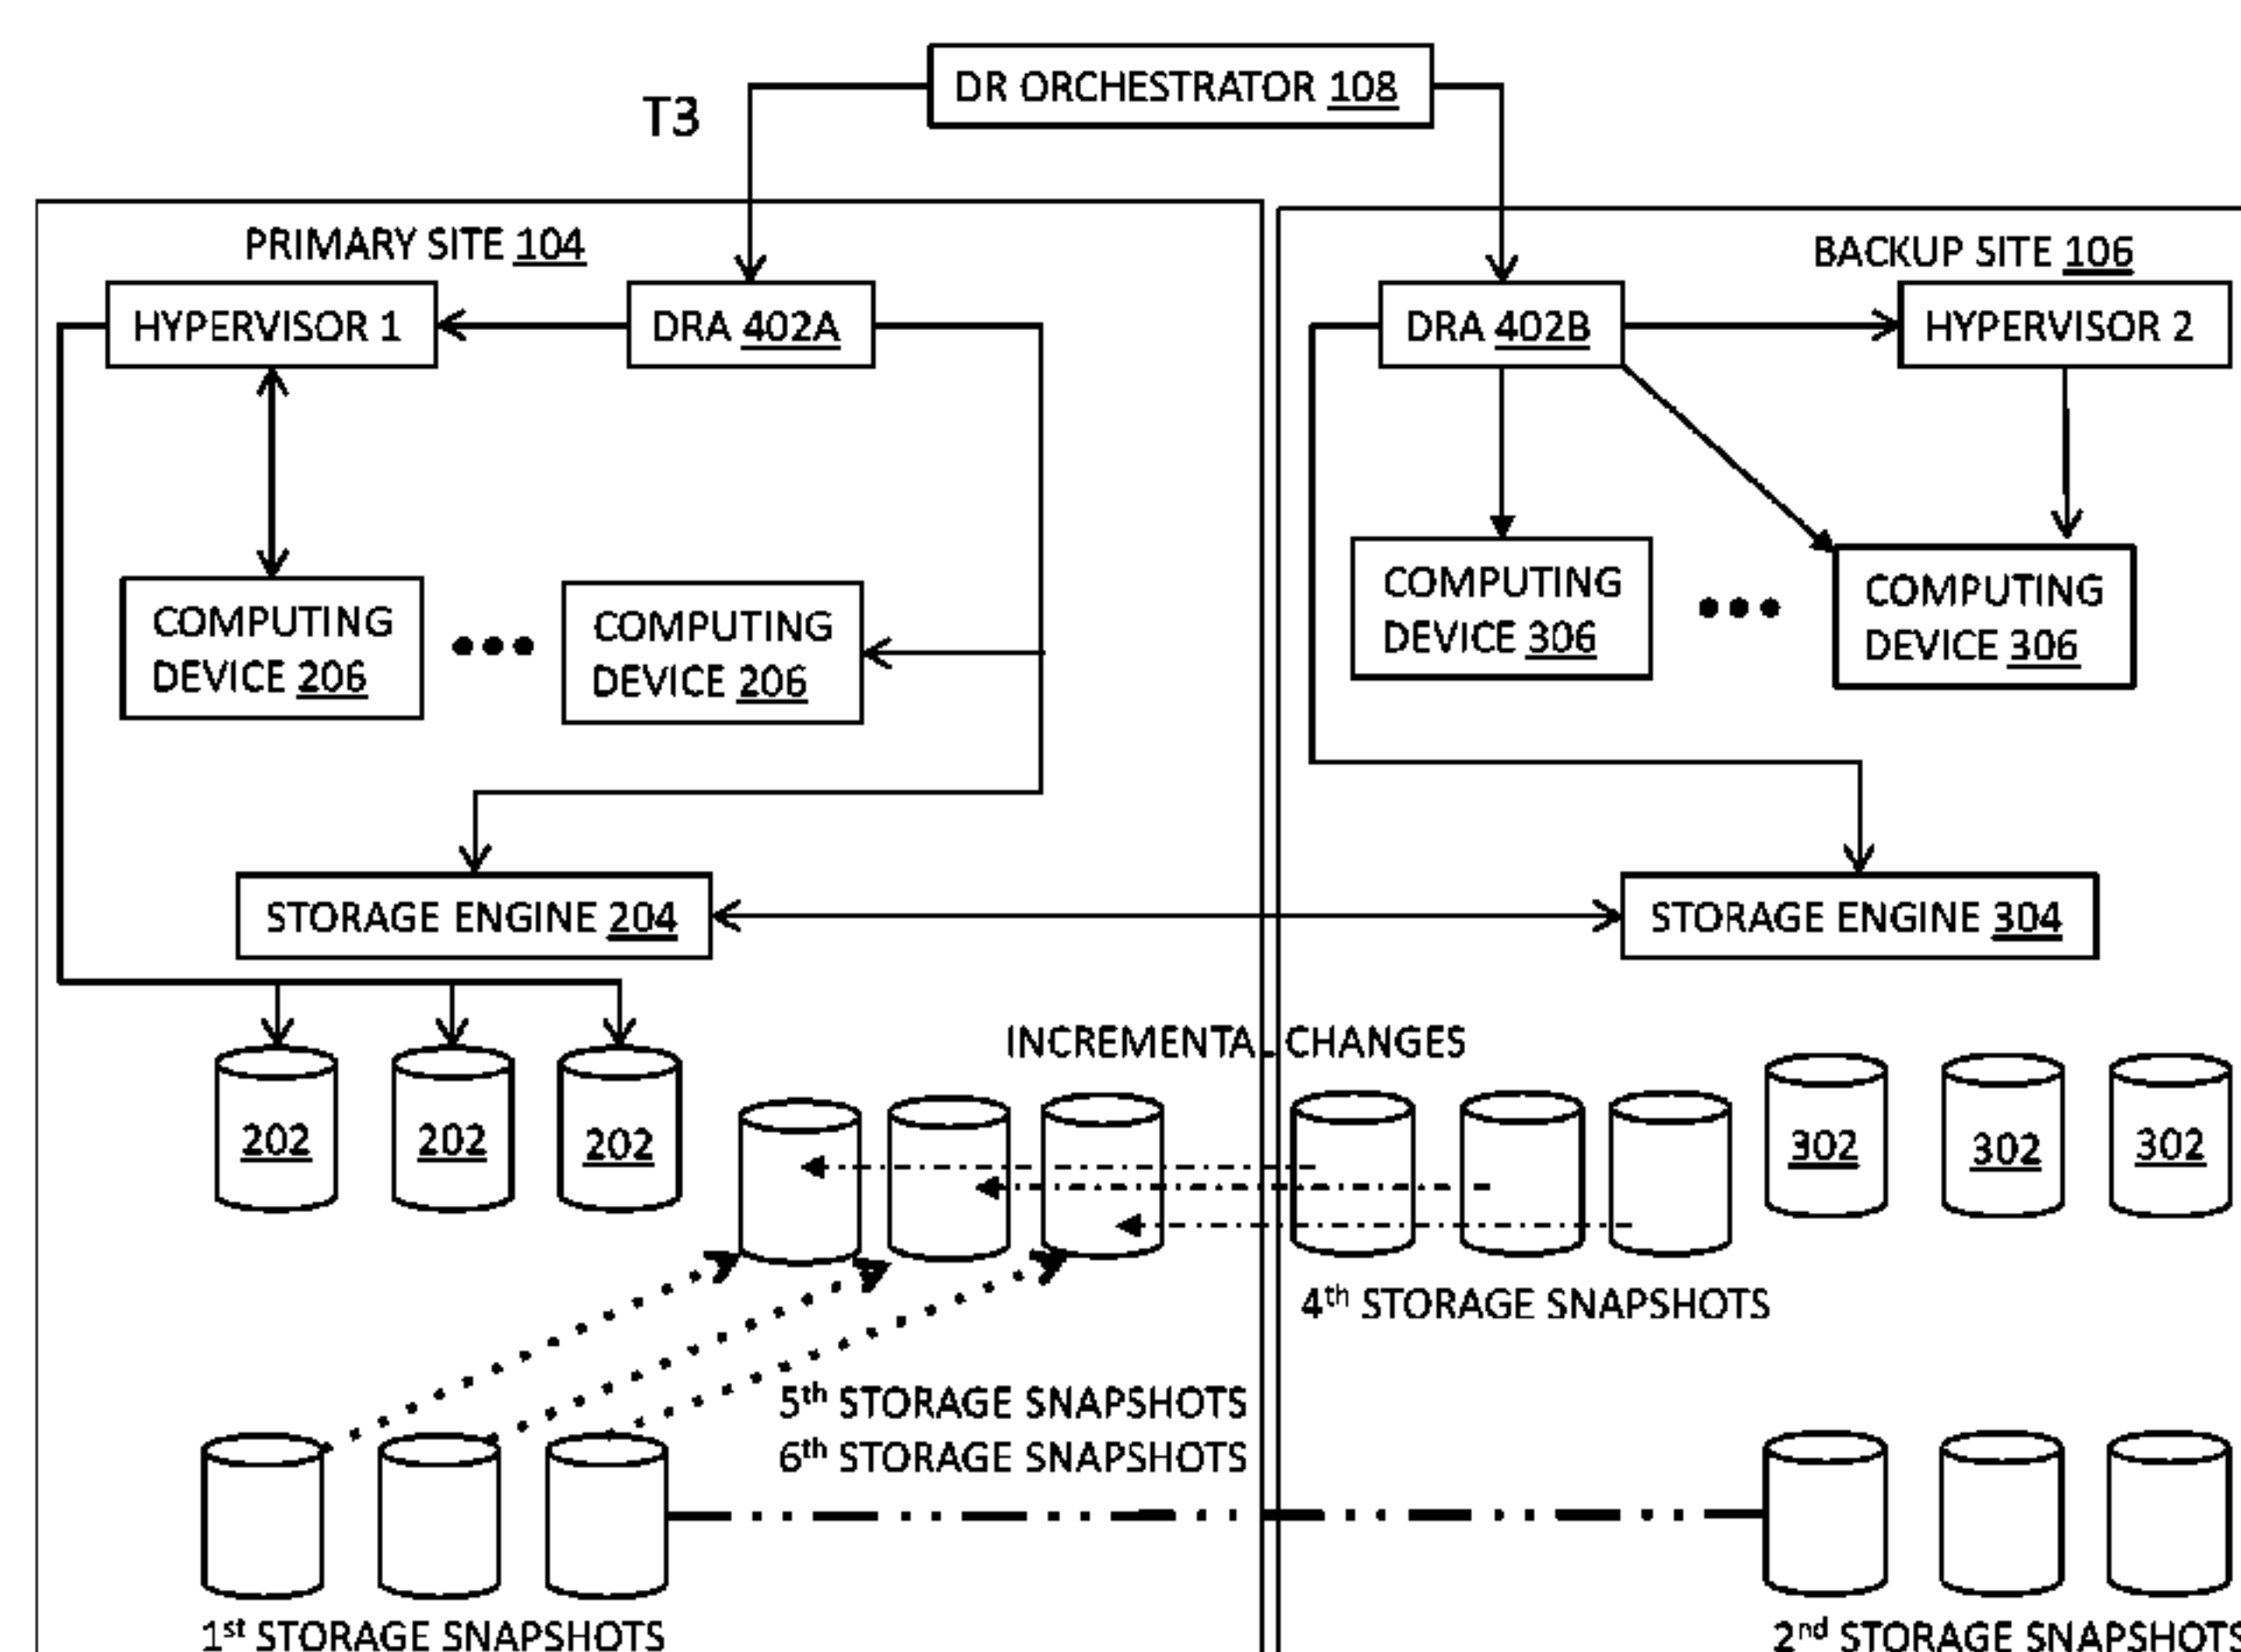 DR ORCHESTRATOR 108
T3
PRIMARY SITE 104
BACKUP SITE 106
HYPERVISOR 1
DRA 402A
DRA 402B
HYPERVISOR 2
COMPUTING
DEVICE 206
COMPUTING
DEVICE 206
COMPUTING
DEVICE 306
COMPUTING
DEVICE 306
STORAGE ENGINE 204
STORAGE ENGINE 304
INCREMENTAL CHANGES
202
202
202
302
302
302
4th STORAGE SNAPSHOTS
5th STORAGE SNAPSHOTS
6th STORAGE SNAPSHOTS
1st STORAGE SNAPSHOTS
2nd STORAGE SNAPSHOTS